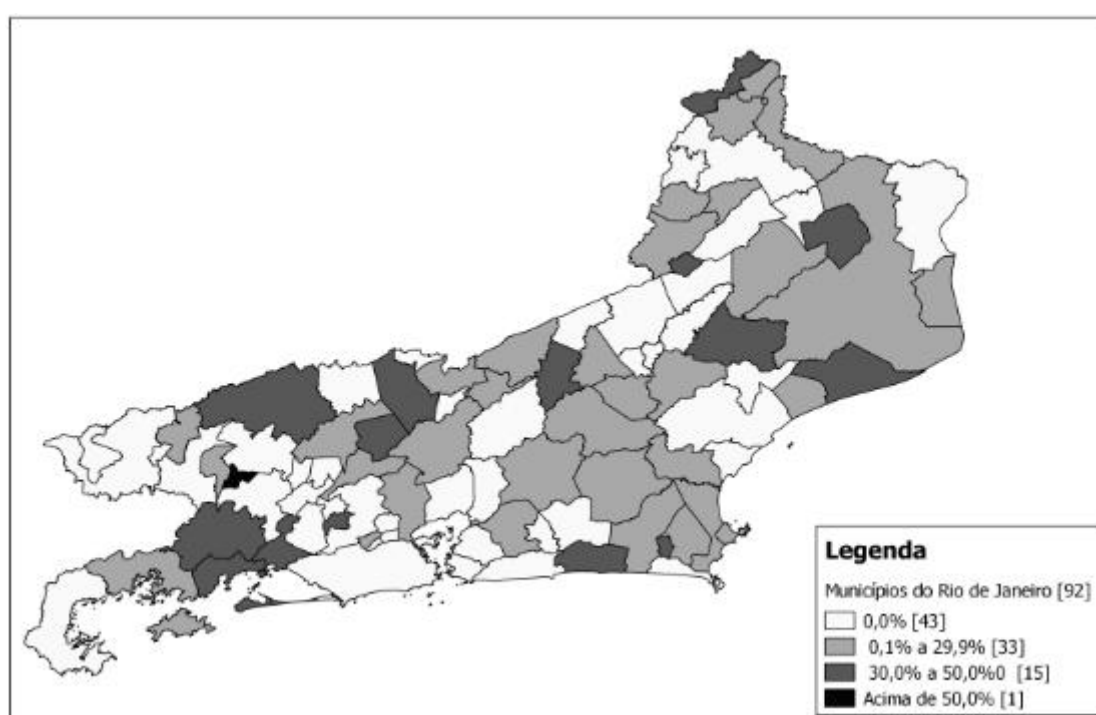 Legenda
Municípios do Rio de Janeiro [92]
0,0% [43]
0,1% a 29,9% [33]
30,0% a 50,0%0 [15]
Acima de 50,0% [1]